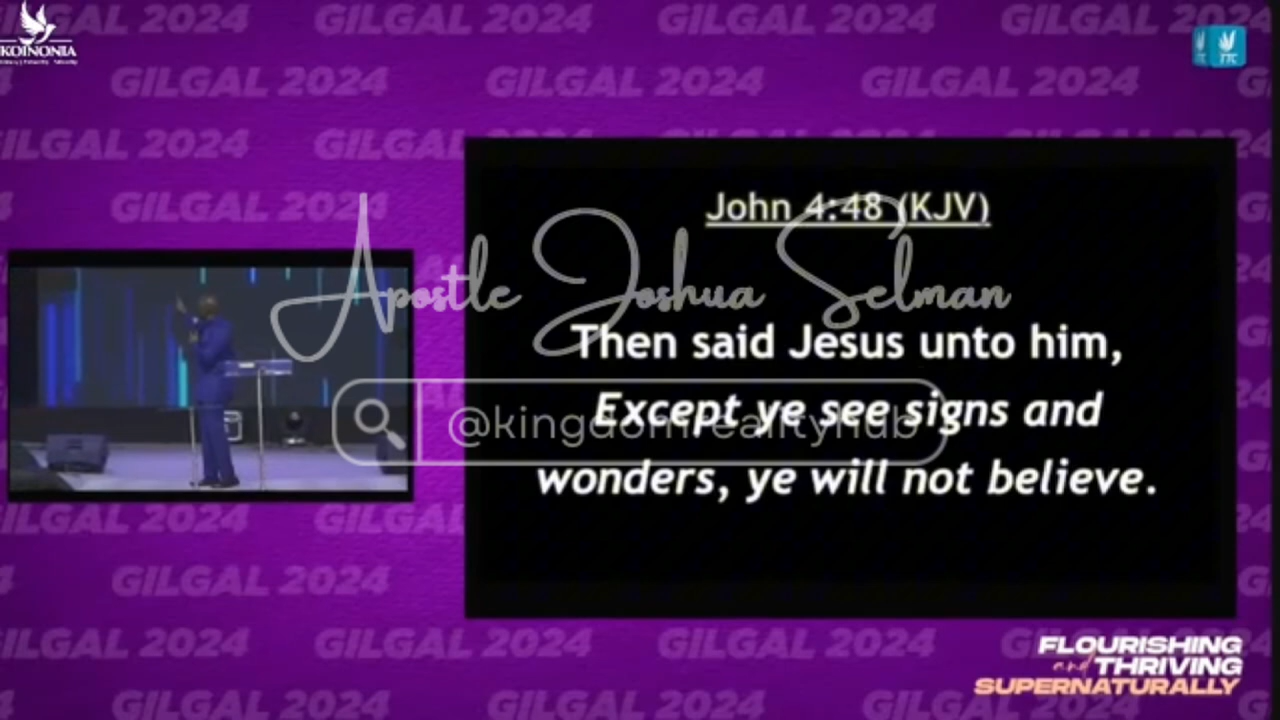 KOINONIA
GILGAL 2024
TTC
John 4:48 (KJV)
Apostle Joshua Selman
Then said Jesus unto him,
Except ye see signs and
@kingdomrealityhub
wonders, ye will not believe.
FLOURISHING
and THRIVING
SUPERNATURALLY